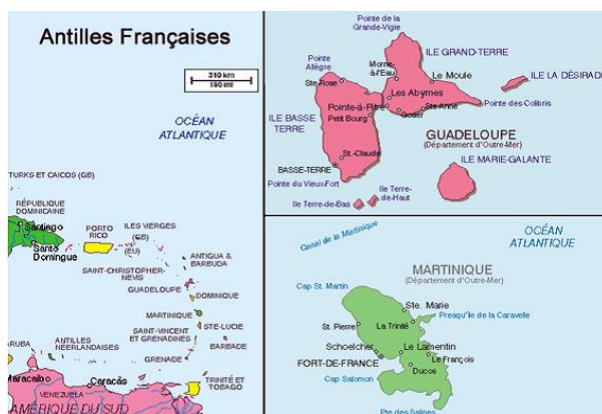 Antilles Françaises
310 km
190 mi
OCÉAN
ATLANTIQUE
TURKS ET CAICOS (GB)
RÉPUBLIQUE
DOMINICAINE
Santiago
Santo
Domingue
PORTO
RICO
ILES VIERGES
(GB)
(EU)
SAINT-CHRISTOPHER-
NEVIS
ANTIGUA &
BARBUDA
GUADELOUPE
DOMINIQUE
MARTINIQUE
STE-LUCIE
SAINT-VINCENT
ET GRENADINES
BARBADE
GRENADE
ARUBA
ANTILLES
NÉERLANDAISES
Maracaibo
Caracas
VENEZUELA
TRINITÉ ET
TOBAGO
AMÉRIQUE DU SUD
Pointe de la
Grande-Vigie
Pointe
Allègre
ILE GRAND-TERRE
Morne-
à-l'Eau
Ste-Rose
Le Moule
ILE LA DÉSIRADE
Les Abymes
Pointe-à-Pitre
Ste Anne
Pointe des Colibris
ILE BASSE
TERRE
Petit Bourg
Gosier
GUADELOUPE
(Département d'Outre-Mer)
St.-Claude
BASSE-TERRE
ILE MARIE-GALANTE
Pointe du Vieux-Fort
Ile Terre-de-Bas
Ile Terre-
de-Haut
Canal de la Martinique
OCÉAN
ATLANTIQUE
MARTINIQUE
(Département d'Outre-Mer)
Cap St. Martin
Ste. Marie
Presqu'île de la Caravelle
St. Pierre
La Trinité
Schoelcher
Le Lamentin
FORT-DE-FRANCE
Le François
Ducos
Cap Salomon
Pte des Salines